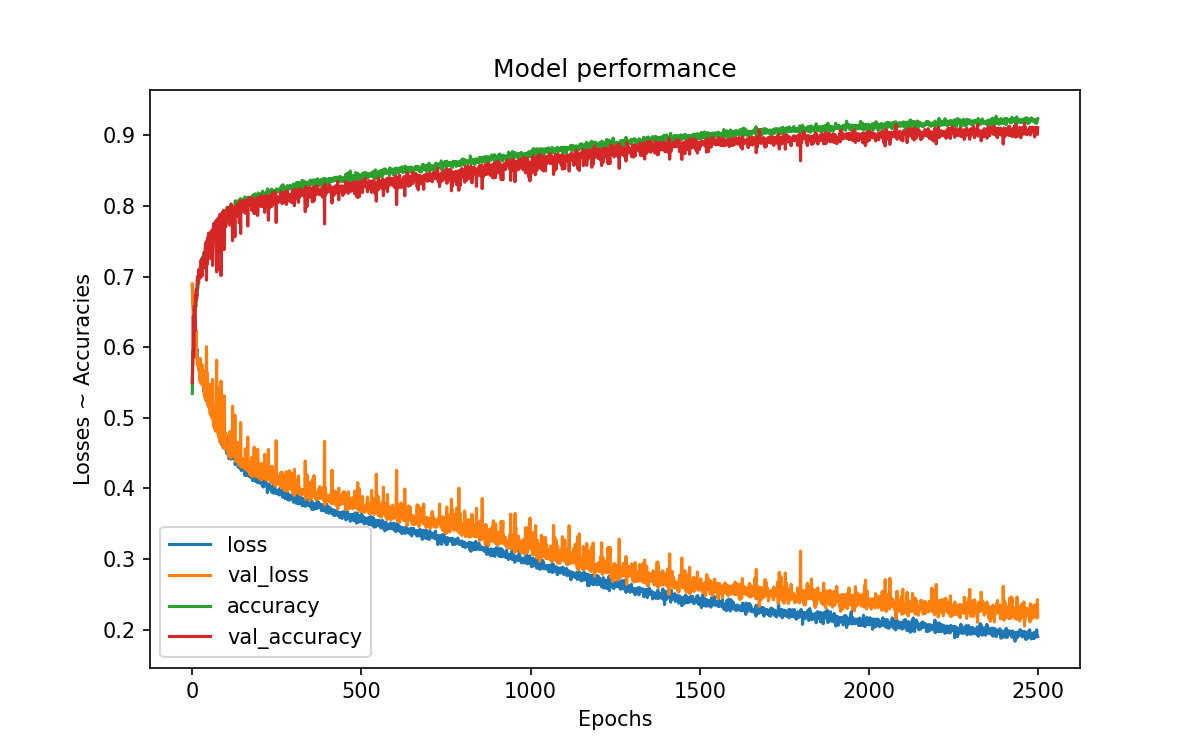 Model performance
0.9
0.8
0.7
0.6
0.5
0.4
0.3
0.2
Losses ~ Accuracies
loss
val_loss
accuracy
val_accuracy
0 500 1000 1500 2000 2500
Epochs